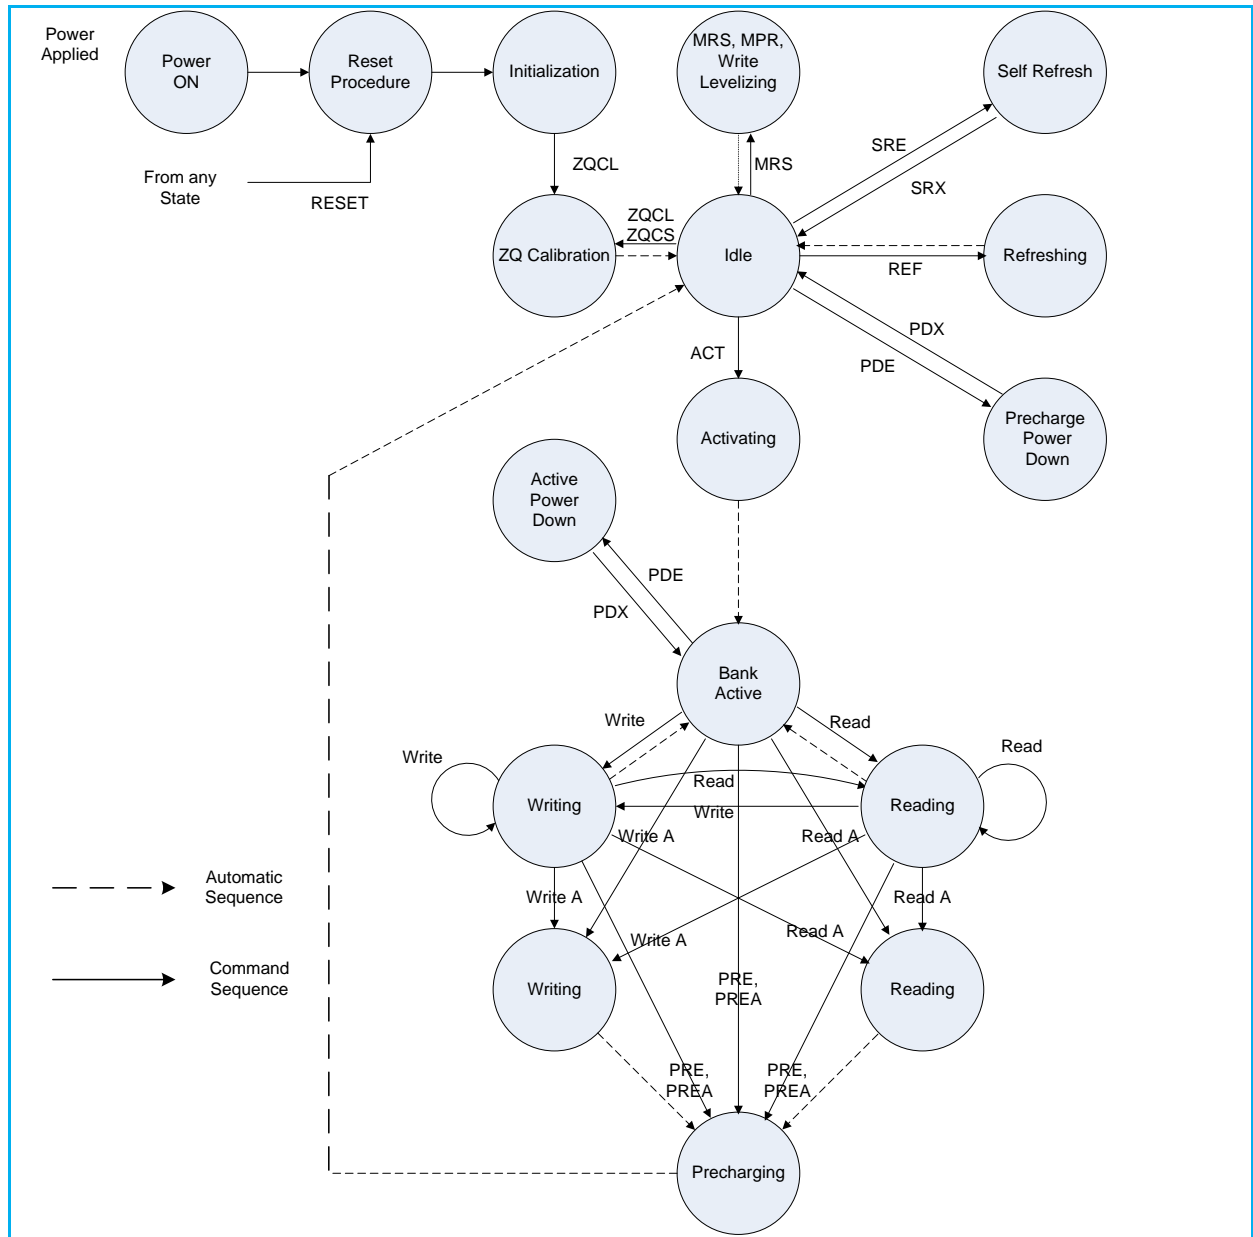 Power
Applied
Power
ON
Reset
Procedure
Initialization
MRS, MPR,
Write
Levelizing
Self Refresh
From any
State
RESET
ZQCL
MRS
SRE
SRX
ZQCL
ZQCS
ZQ Calibration
Idle
REF
Refreshing
ACT
PDX
PDE
Activating
Precharge
Power
Down
Active
Power
Down
PDE
PDX
Bank
Active
Write
Read
Write
Read
Writing
Read
Write
Reading
Write A
Read A
Automatic
Sequence
Write A
Read A
Write A
Read A
Command
Sequence
Writing
PRE,
PREA
Reading
PRE,
PREA
PRE,
PREA
Precharging